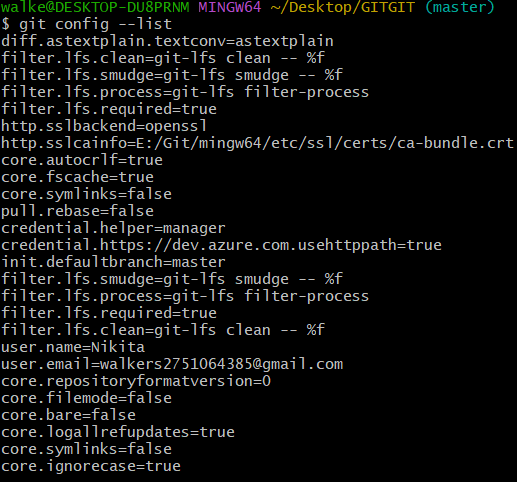 walke@DESKTOP-DU8PRNM MINGW64 ~/Desktop/GITGIT (master)
$ git config --list
diff.astextplain.textconv=astextplain
filter.lfs.clean=git-lfs clean -- %f
filter.lfs.smudge=git-lfs smudge -- %f
filter.lfs.process=git-lfs filter-process
filter.lfs.required=true
http.sslbackend=openssl
http.sslcainfo=E:/Git/mingw64/etc/ssl/certs/ca-bundle.crt
core.autocrlf=true
core.fscache=true
core.symlinks=false
pull.rebase=false
credential.helper=manager
credential.https://dev.azure.com.usehttppath=true
init.defaultbranch=master
filter.lfs.smudge=git-lfs smudge -- %f
filter.lfs.process=git-lfs filter-process
filter.lfs.required=true
filter.lfs.clean=git-lfs clean -- %f
user.name=Nikita
user.email=walkers2751064385@gmail.com
core.repositoryformatversion=0
core.filemode=false
core.bare=false
core.logallrefupdates=true
core.symlinks=false
core.ignorecase=true